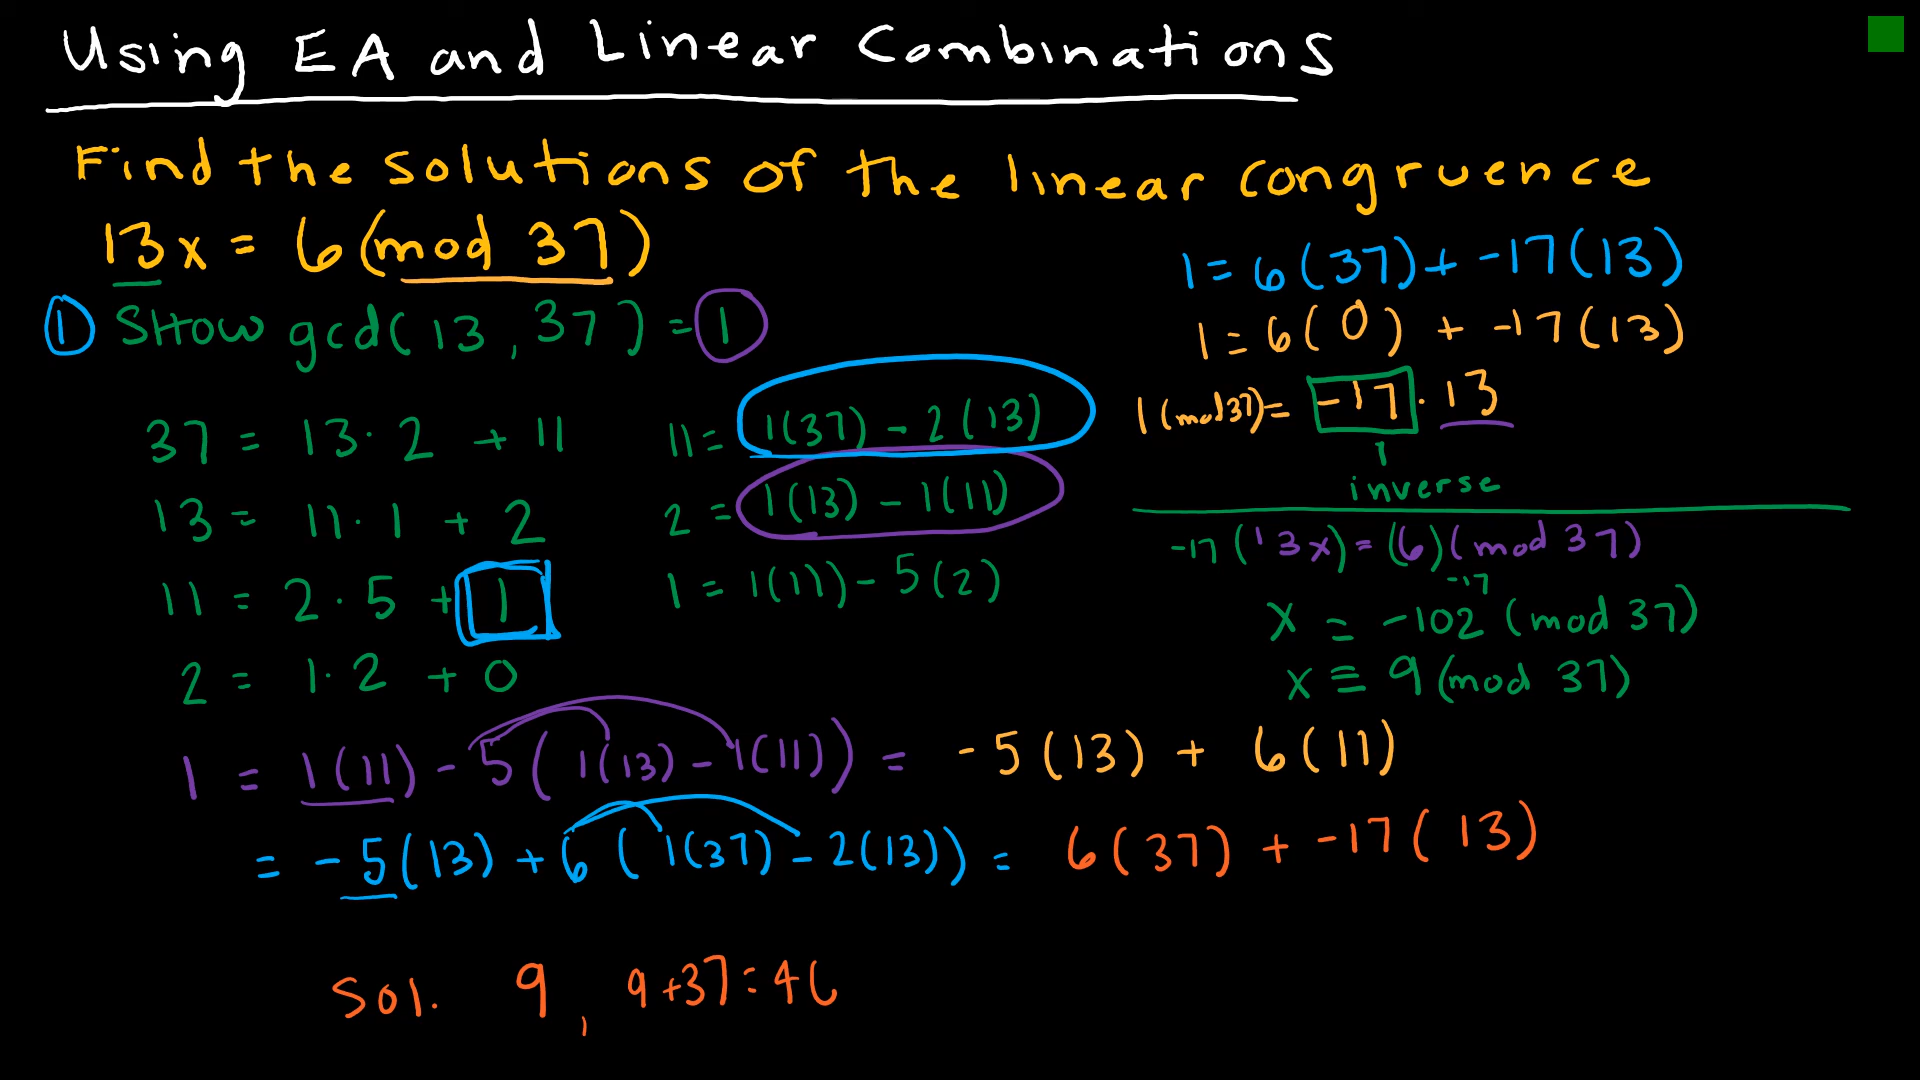 Using EA and Linear Combinations
Find the solutions of the linear congruence
13x = 6 (mod 37)
① Show gcd(13, 37) = 1
37 = 13·2 + 11
13 = 11·1 + 2
11 = 2·5 + 1
2 = 1·2 + 0
11 = 1(37) - 2(13)
2 = 1(13) - 1(11)
1 = 1(11) - 5(2)
1 = 1(11) - 5(1(13) - 1(11)) = -5(13) + 6(11)
= -5(13) + 6(1(37) - 2(13)) = 6(37) + -17(13)
1 = 6(37) + -17(13)
1 = 6(0) + -17(13)
1 (mod 37) = -17 · 13
inverse
-17(13x) = (6)(mod 37)
-17
x = -102 (mod 37)
x ≡ 9 (mod 37)
Sol. 9, 9+37=46